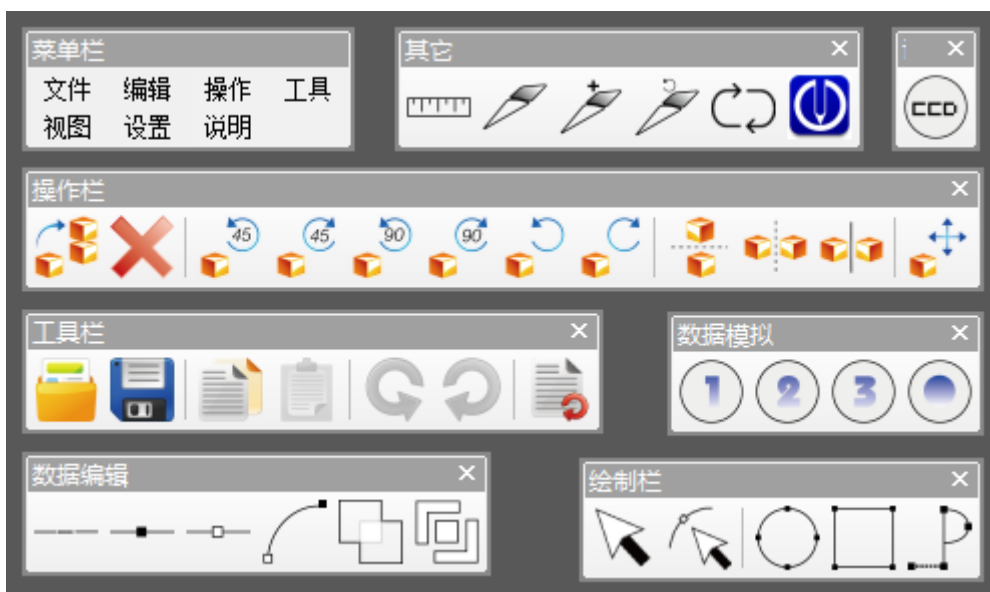 菜单栏
文件 编辑 操作 工具
视图 设置 说明
其它
CCD
操作栏
45 45 90 90
工具栏
数据模拟
1 2 3
数据编辑
绘制栏